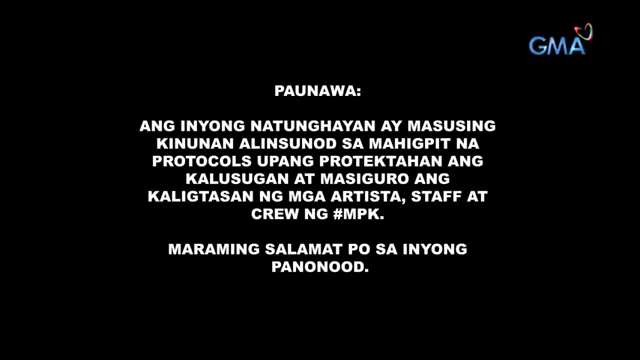 GMA
PAUNAWA:
ANG INYONG NATUNGHAYAN AY MASUSING
KINUNAN ALINSUNOD SA MAHIGPIT NA
PROTOCOLS UPANG PROTEKTAHAN ANG
KALUSUGAN AT MASIGURO ANG
KALIGTASAN NG MGA ARTISTA, STAFF AT
CREW NG #MPK.
MARAMING SALAMAT PO SA INYONG
PANONOOD.